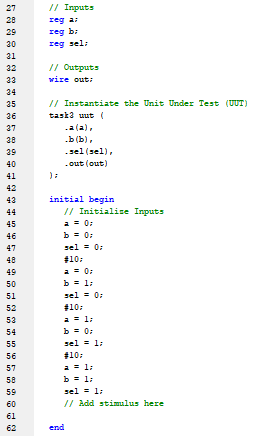 27 // Inputs
28 reg a;
29 reg b;
30 reg sel;
31
32 // Outputs
33 wire out;
34
35 // Instantiate the Unit Under Test (UUT)
36 task3 uut (
37 .a(a),
38 .b(b),
39 .sel(sel),
40 .out(out)
41 );
42
43 initial begin
44 // Initialize Inputs
45 a = 0;
46 b = 0;
47 sel = 0;
48 #10;
49 a = 0;
50 b = 1;
51 sel = 0;
52 #10;
53 a = 1;
54 b = 0;
55 sel = 1;
56 #10;
57 a = 1;
58 b = 1;
59 sel = 1;
60 // Add stimulus here
61
62 end